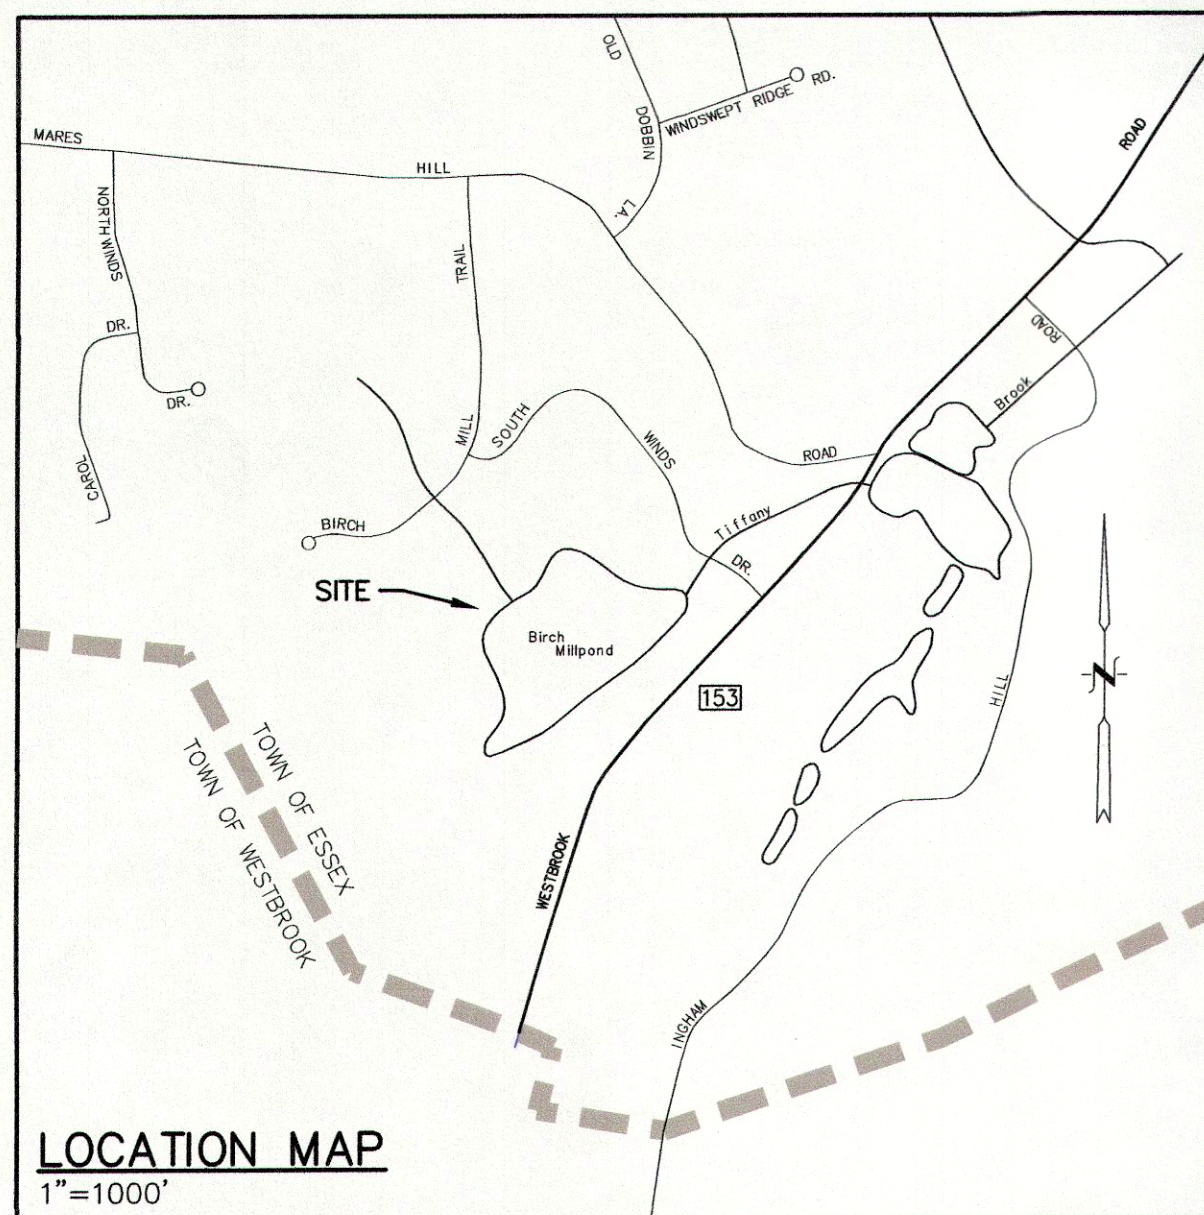 OLD
DOBBIN
LA.
WINDSWEPT RIDGE RD.
ROAD
MARES
HILL
NORTHWINDS
DR.
DR.
CAROL
TRAIL
MILL
BIRCH
SOUTH
WINDS
DR.
ROAD
ROAD
Brook
Tiffany
SITE
Birch
Millpond
153
HILL
N
TOWN OF ESSEX
TOWN OF WESTBROOK
WESTBROOK
INGHAM
LOCATION MAP
1"=1000'